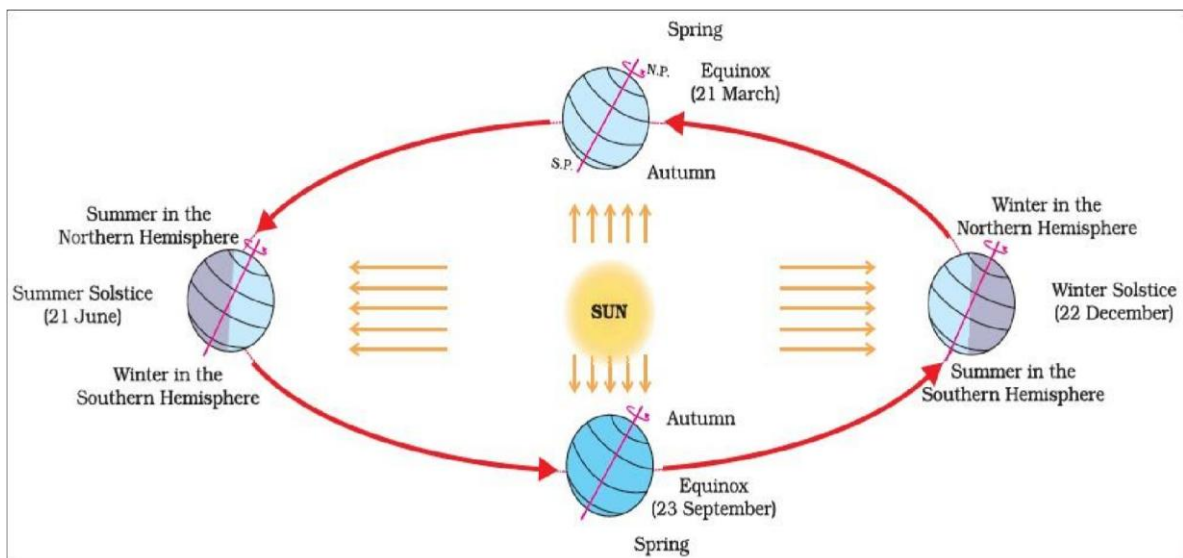 Spring
N.P.
Equinox
(21 March)
S.P.
Autumn
Summer in the
Northern Hemisphere
Winter in the
Northern Hemisphere
Summer Solstice
(21 June)
SUN
Winter Solstice
(22 December)
Winter in the
Southern Hemisphere
Summer in the
Southern Hemisphere
Autumn
Equinox
(23 September)
Spring